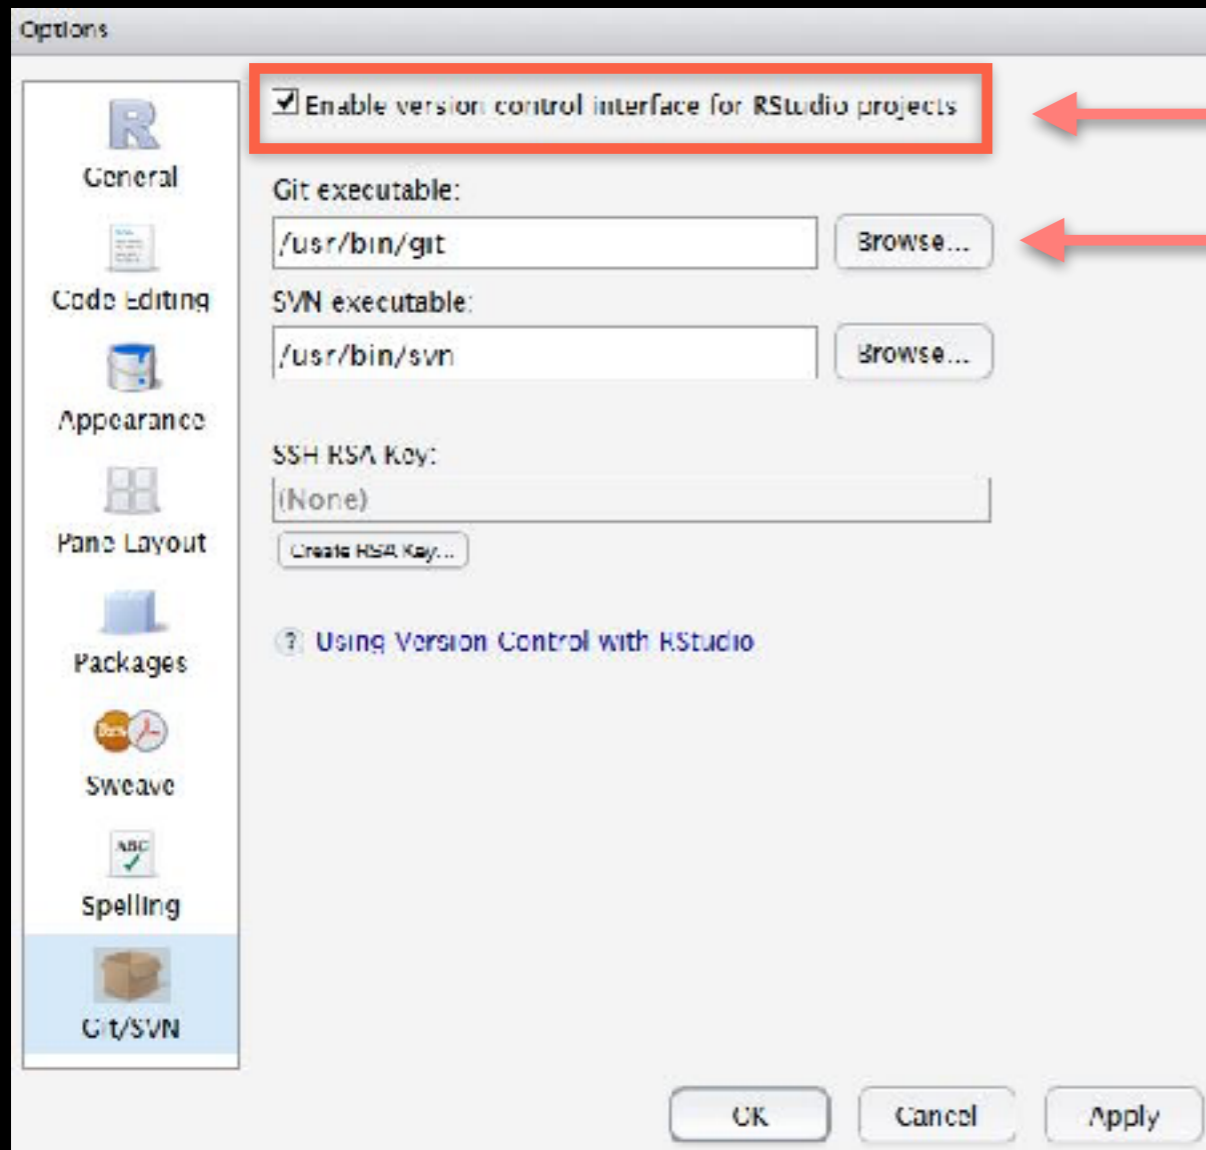 Options
General
Code Editing
Appearance
Pane Layout
Packages
Sweave
ABC
Spelling
Git/SVN
Enable version control interface for RStudio projects
Git executable:
/usr/bin/git
Browse...
SVN executable:
/usr/bin/svn
Browse...
SSH RSA Key:
(None)
Create RSA Key...
? Using Version Control with RStudio
OK
Cancel
Apply